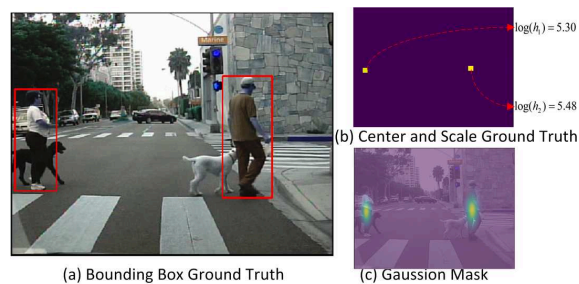 Marine
log(h₁)=5.30
log(h₂)=5.48
(b) Center and Scale Ground Truth
(a) Bounding Box Ground Truth
(c) Gaussion Mask